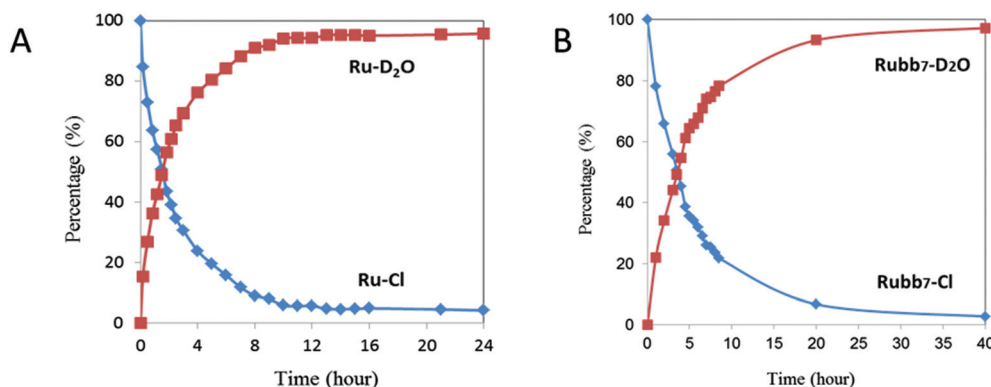 A
Percentage (%)
100
80
60
40
20
0
Ru-D₂O
Ru-Cl
0 4 8 12 16 20 24
Time (hour)
B
Percentage (%)
100
80
60
40
20
0
Rubb₇-D₂O
Rubb₇-Cl
0 5 10 15 20 25 30 35 40
Time (hour)